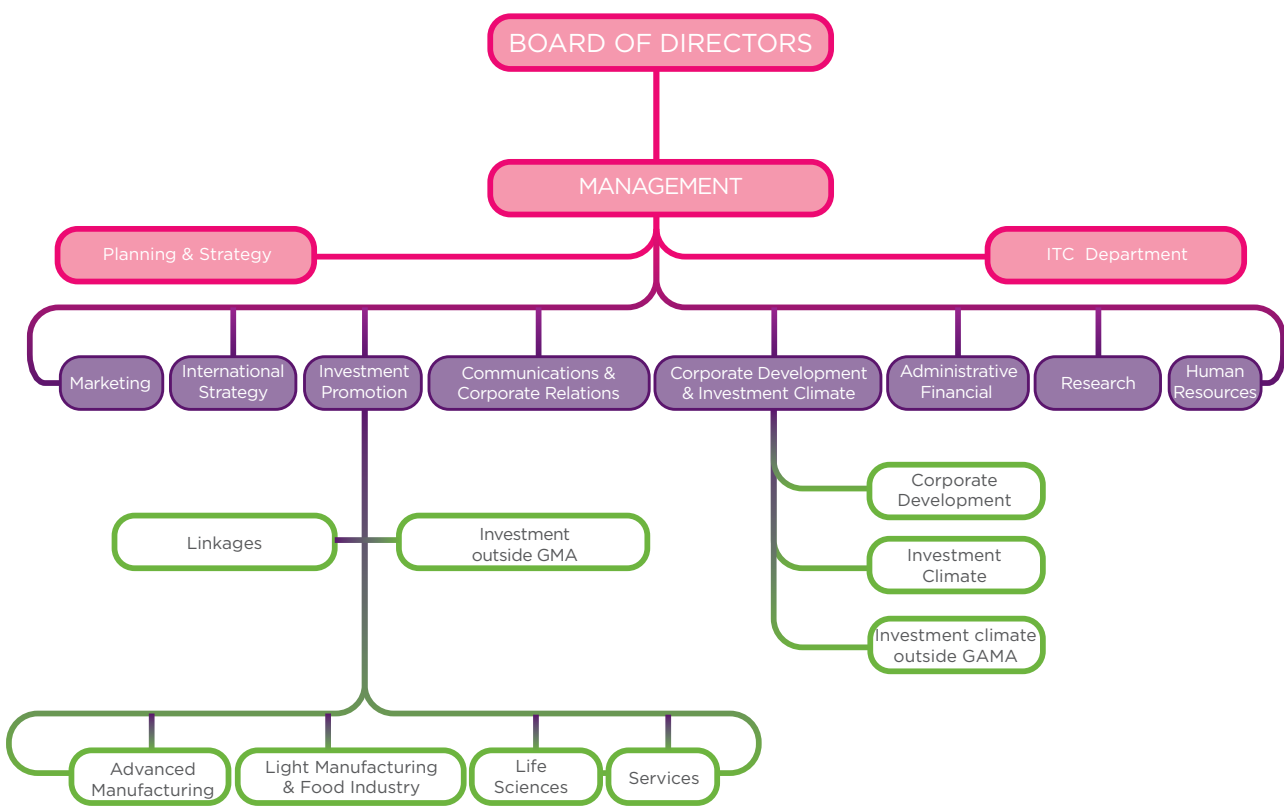 BOARD OF DIRECTORS
MANAGEMENT
Planning & Strategy
ITC Department
Marketing
International
Strategy
Investment
Promotion
Communications &
Corporate Relations
Corporate Development
& Investment Climate
Administrative
Financial
Research
Human
Resources
Corporate
Development
Linkages
Investment
outside GMA
Investment
Climate
Investment climate
outside GAMA
Advanced
Manufacturing
Light Manufacturing
& Food Industry
Life
Sciences
Services